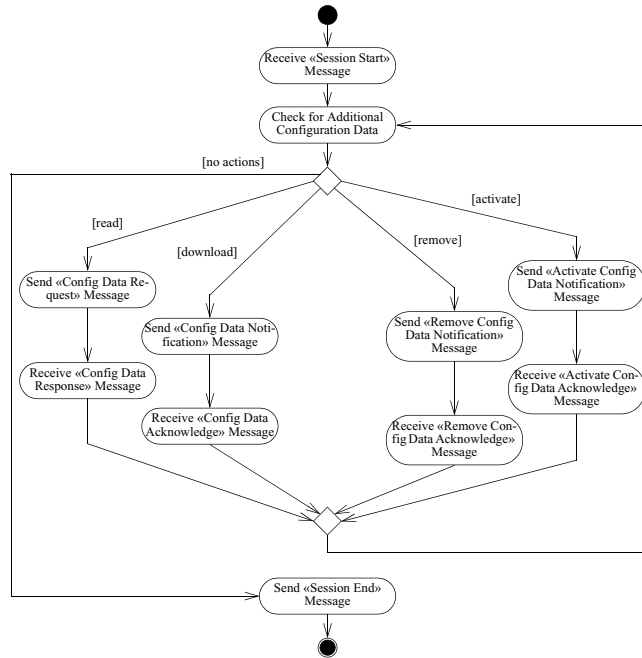 Receive «Session Start»
Message
Check for Additional
Configuration Data
[no actions]
[read]
[download]
[remove]
[activate]
Send «Config Data Re-
quest» Message
Send «Config Data Noti-
fication» Message
Send «Remove Config
Data Notification»
Message
Send «Activate Config
Data Notification»
Message
Receive «Config Data
Response» Message
Receive «Config Data
Acknowledge» Message
Receive «Remove Con-
fig Data Acknowledge»
Message
Receive «Activate Con-
fig Data Acknowledge»
Message
Send «Session End»
Message